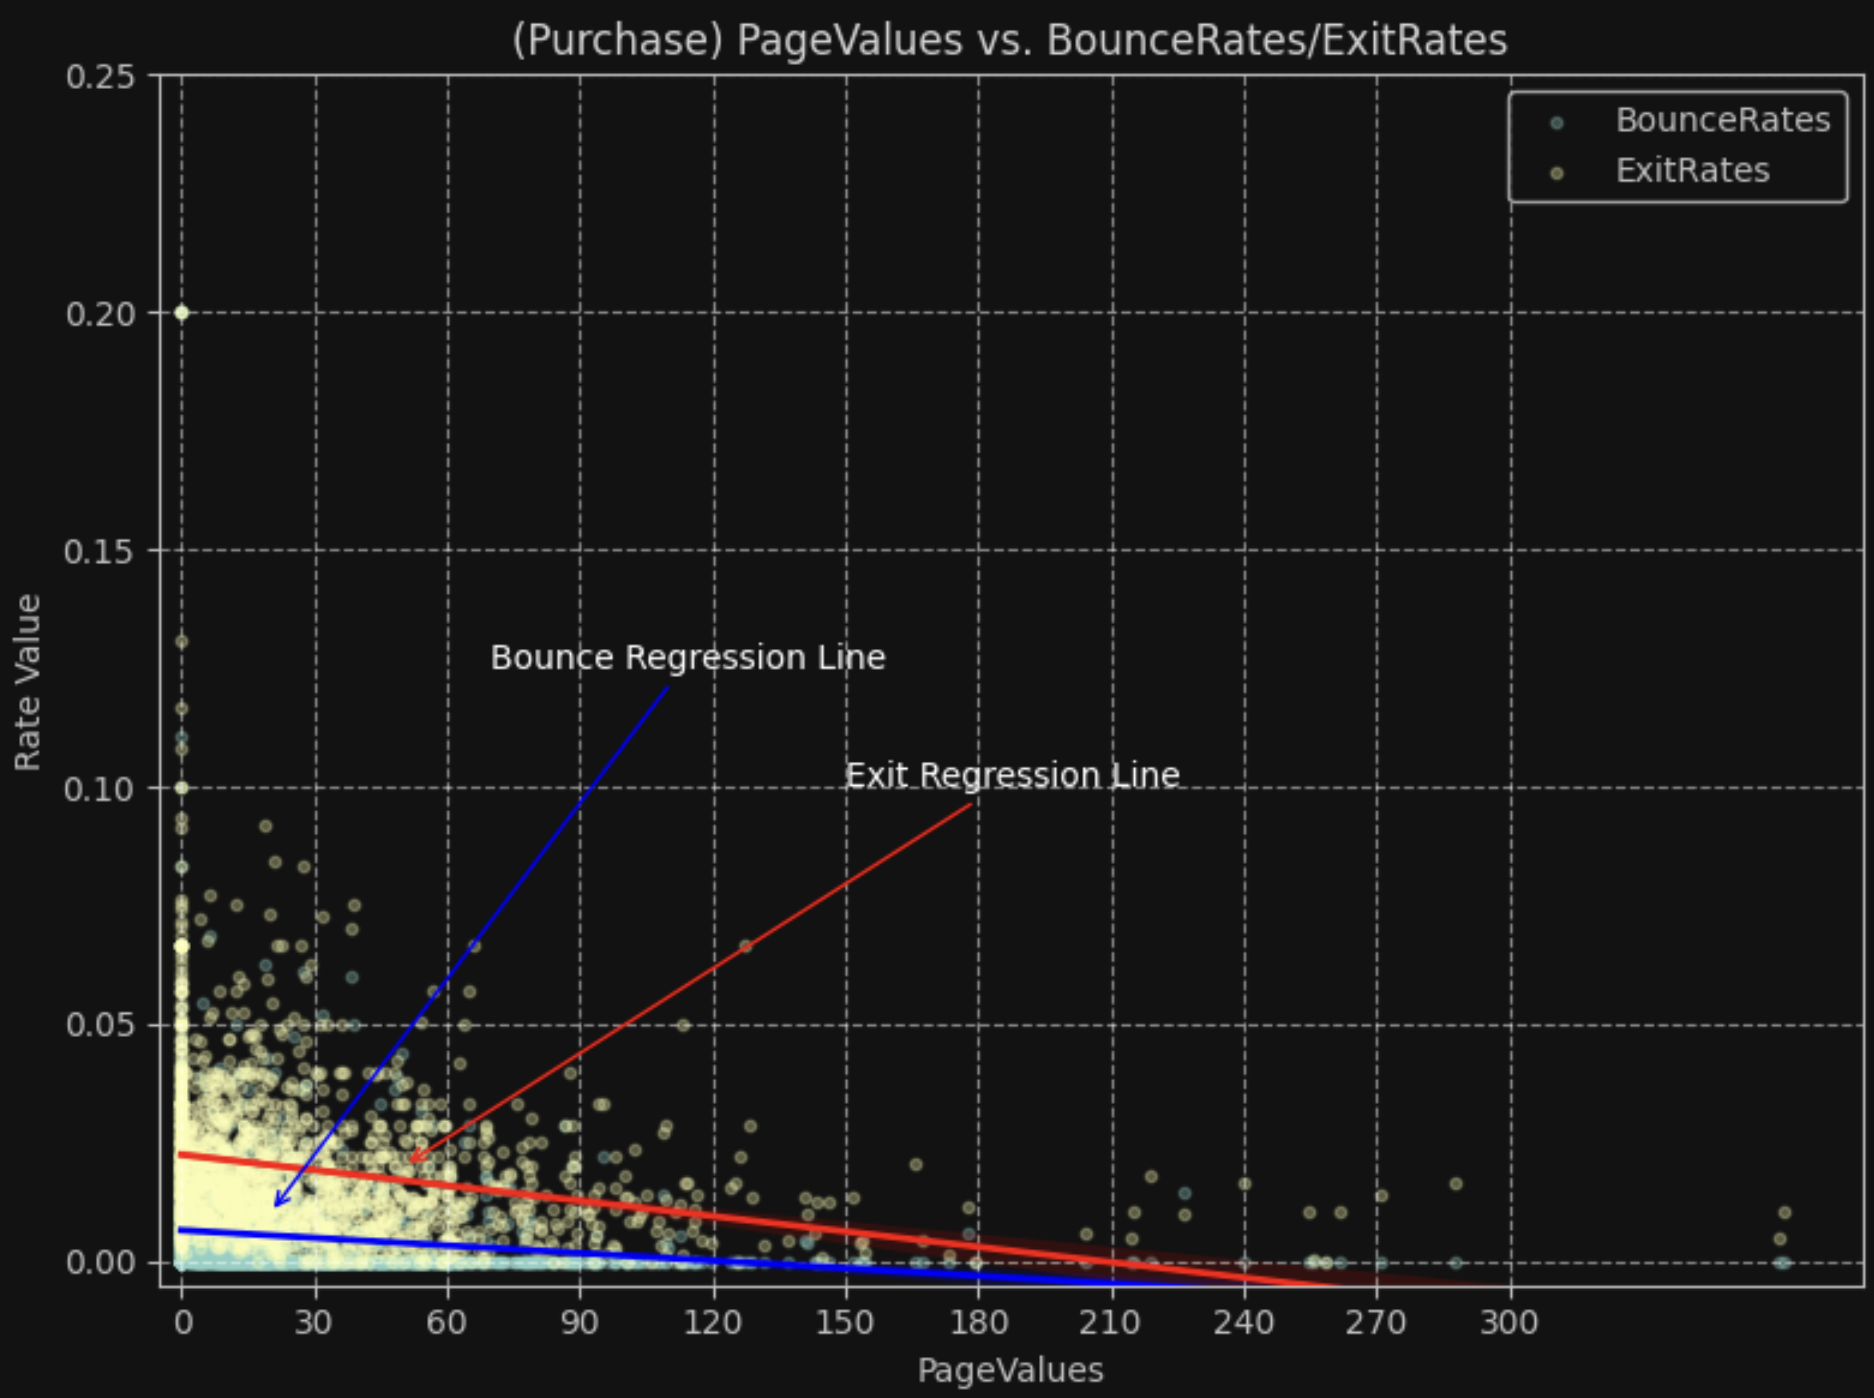 (Purchase) PageValues vs. BounceRates/ExitRates
BounceRates
ExitRates
0.25
0.20
0.15
0.10
0.05
0.00
Rate Value
Bounce Regression Line
Exit Regression Line
0 30 60 90 120 150 180 210 240 270 300
PageValues